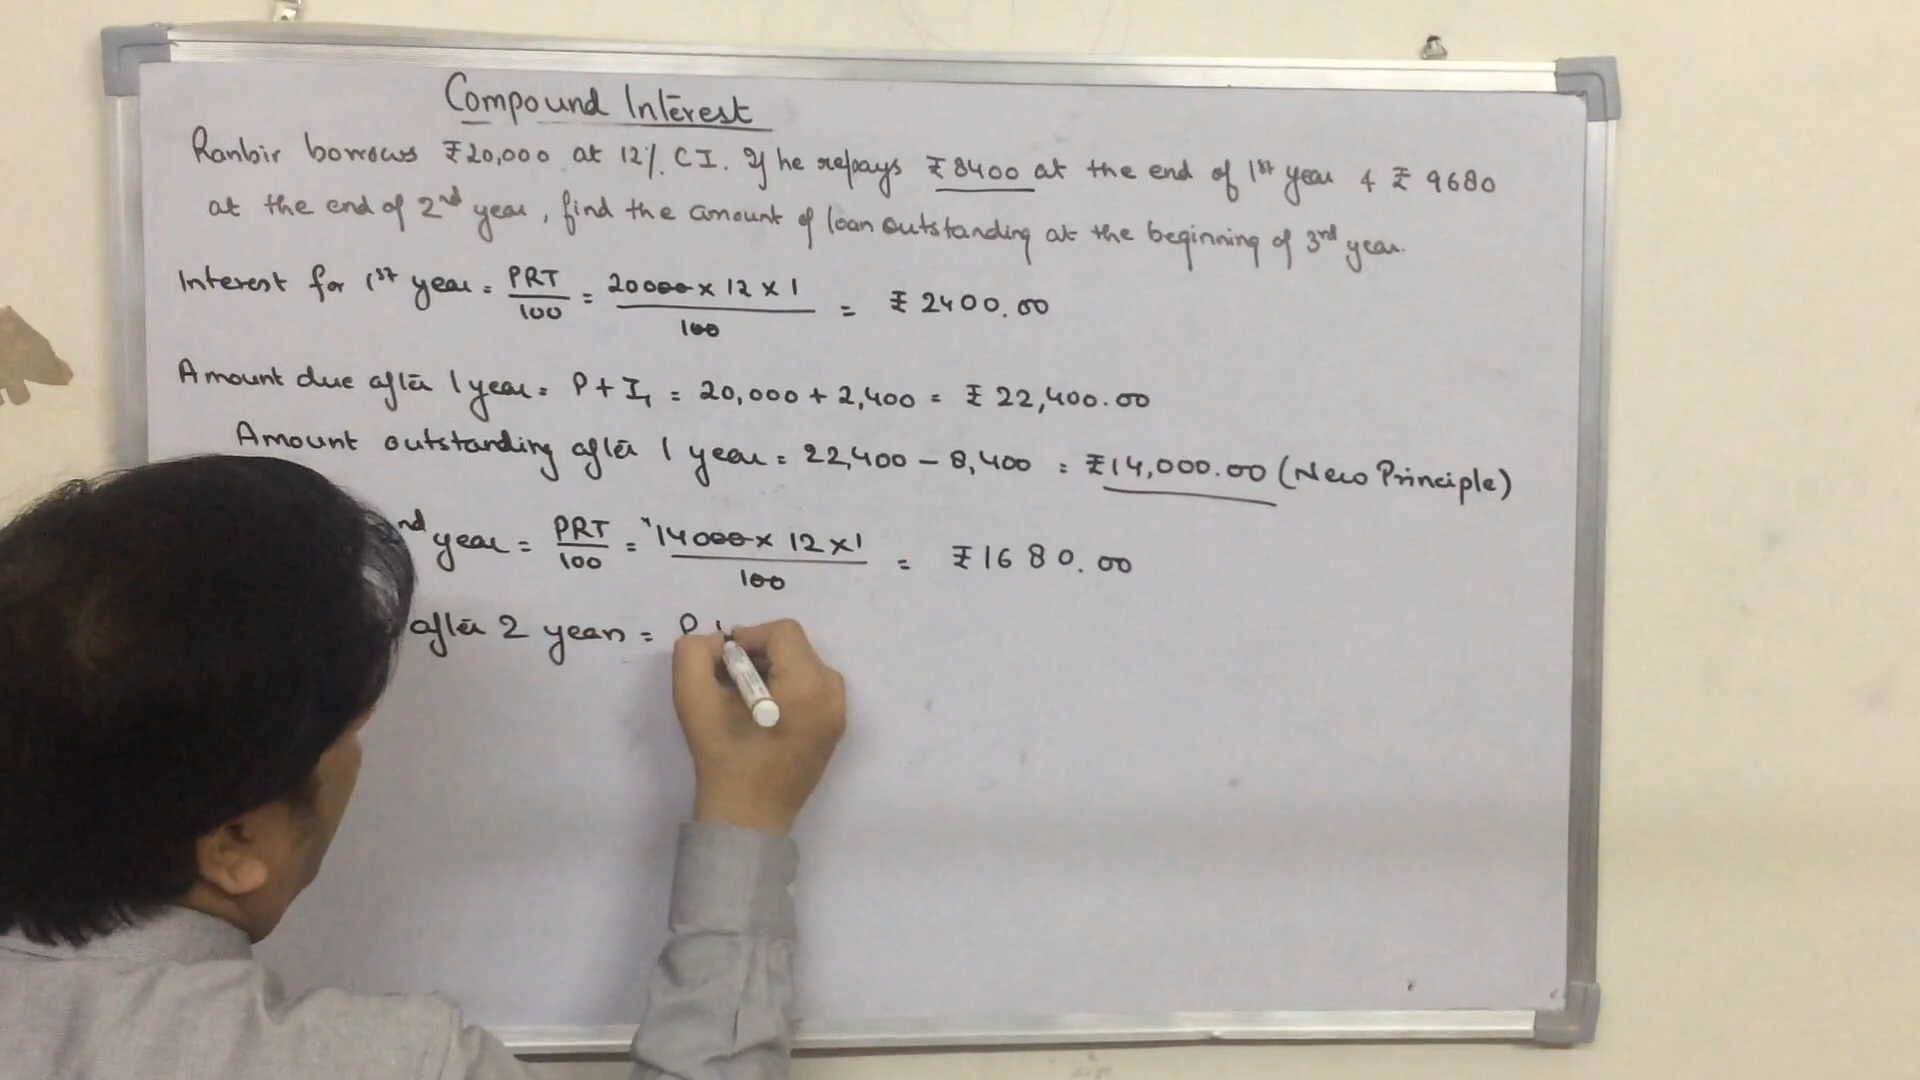 Compound Interest
Ranbir borrows ₹20,000 at 12% CI. If he repays ₹8400 at the end of 1st year & ₹ 9680
at the end of 2nd year, find the amount of loan outstanding at the beginning of 3rd year.
Interest for 1st year = PRT/100 = 20000 x 12 x 1/100 = ₹ 2400.00
Amount due after 1 year = P + I1 = 20,000 + 2,400 = ₹ 22,400.00
Amount outstanding after 1 year = 22,400 - 8,400 = ₹14,000.00 (New Principle)
nd year = PRT/100 = 14000 x 12 x 1/100 = ₹1680.00
after 2 years = P